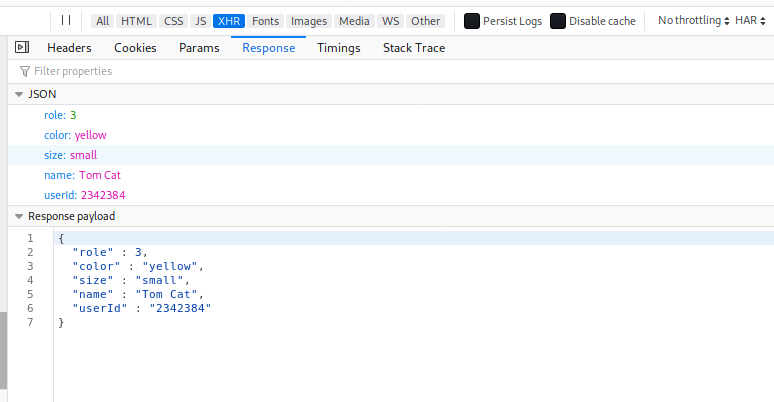 All HTML CSS JS XHR Fonts Images Media WS Other Persist Logs Disable cache No throttling HAR
Headers Cookies Params Response Timings Stack Trace
Filter properties
JSON
role: 3
color: yellow
size: small
name: Tom Cat
userId: 2342384
Response payload
1 {
2 "role" : 3,
3 "color" : "yellow",
4 "size" : "small",
5 "name" : "Tom Cat",
6 "userId" : "2342384"
7 }